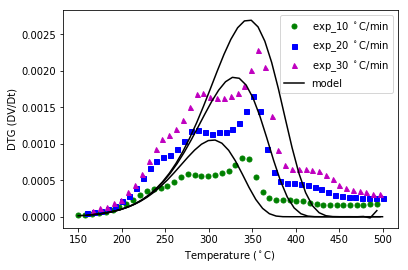 exp_10 °C/min
exp_20 °C/min
exp_30 °C/min
model
DTG (DV/Dt)
0.0025
0.0020
0.0015
0.0010
0.0005
0.0000
150 200 250 300 350 400 450 500
Temperature (°C)